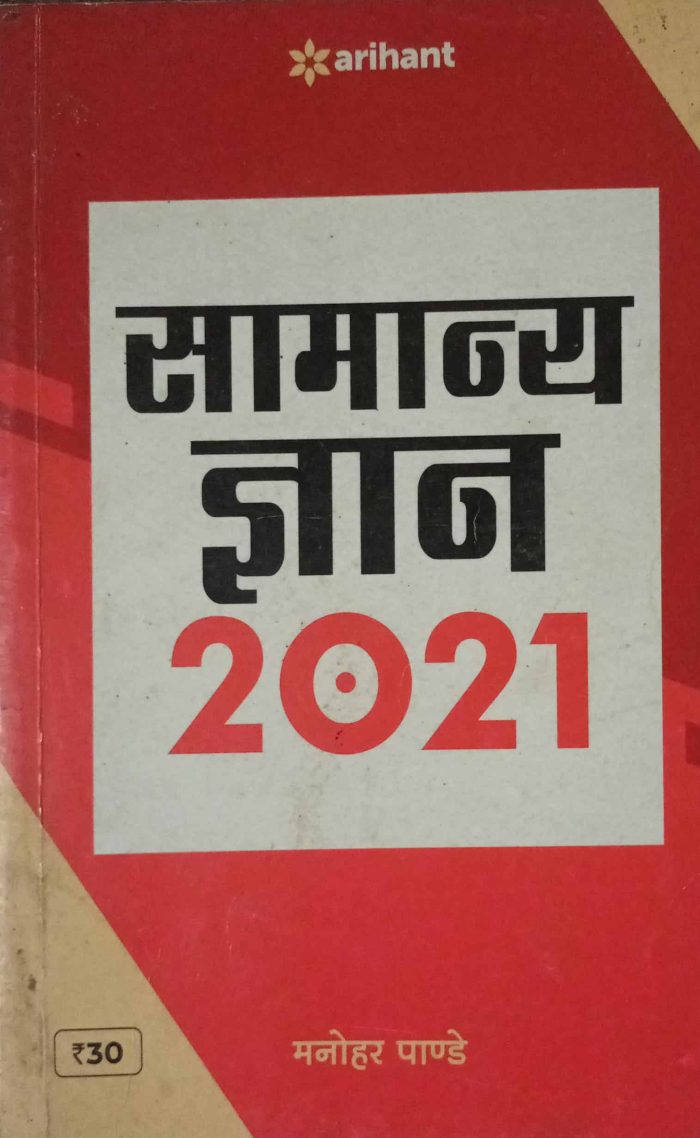 arihant
सामान्य
ज्ञान
2021
₹30
मनोहर पाण्डे